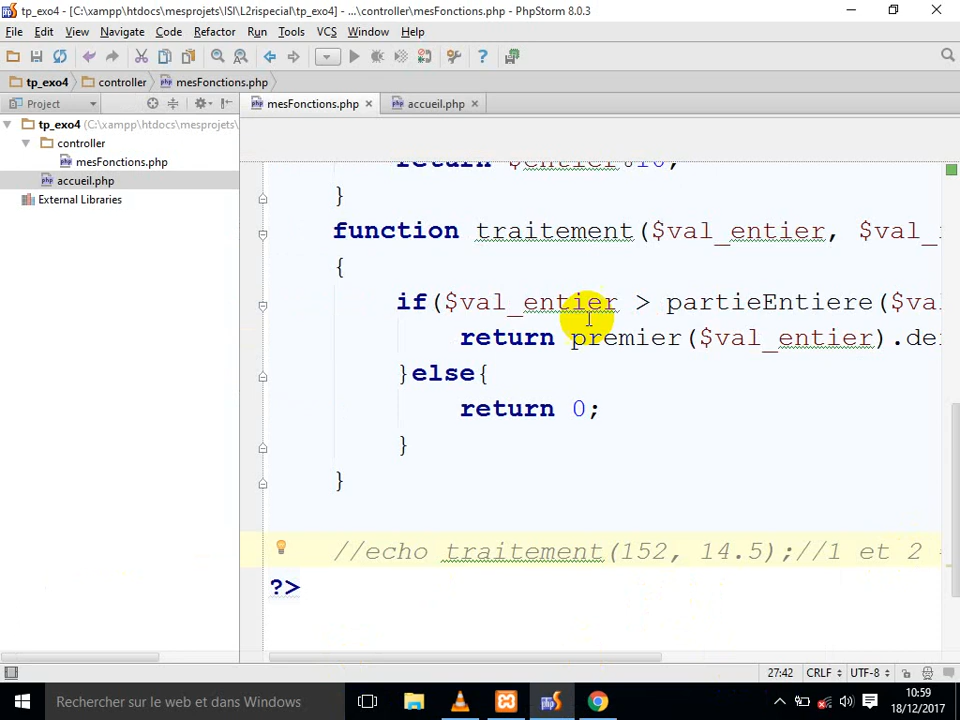 tp_exo4 - [C:\xampp\htdocs\mesprojets\ISI\L2rispecial\tp_exo4] - ...\controller\mesFonctions.php - PhpStorm 8.0.3
File Edit View Navigate Code Refactor Run Tools VCS Window Help
tp_exo4 controller mesFonctions.php
Project mesFonctions.php accueil.php
tp_exo4 (C:\xampp\htdocs\mesprojets\
controller
mesFonctions.php
accueil.php
External Libraries
return $entier%10;
}
function traitement($val_entier, $val_
{
if($val_entier > partieEntiere($va
return premier($val_entier).de
}else{
return 0;
}
}
//echo traitement(152, 14.5);//1 et 2
?>
27:42 CRLF UTF-8
Rechercher sur le web et dans Windows
10:59
18/12/2017